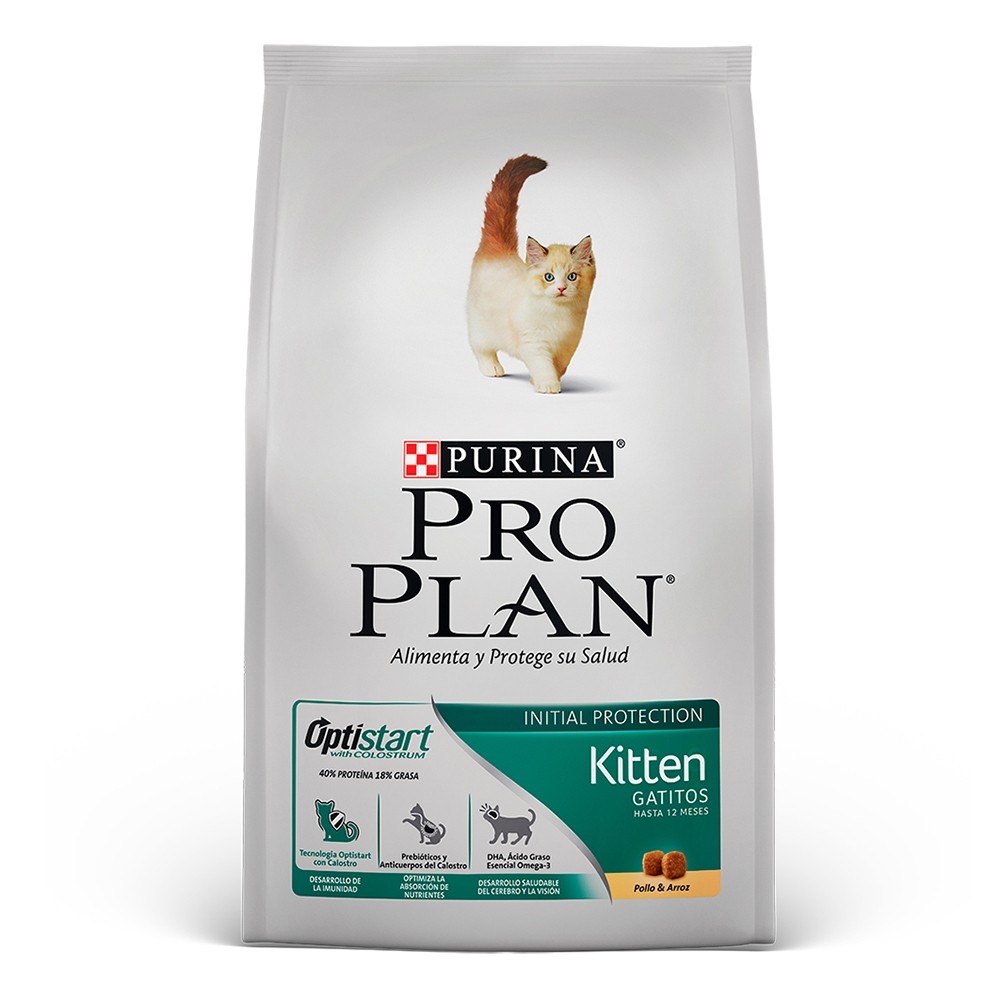 PURINA®
PRO
PLAN®
Alimenta y Protege su Salud
Optistart
with COLOSTRUM
40% PROTEÍNA 18% GRASA
Tecnología Optistart
con Calostro
DESARROLLO DE
LA IMUNIDAD
Prebióticos y
Anticuerpos del Calostro
OPTIMIZA LA
ABSORCIÓN DE
NUTRIENTES
DHA, Ácido Graso
Esencial Omega-3
DESARROLLO SALUDABLE
DEL CEREBRO Y LA VISIÓN
INITIAL PROTECTION
Kitten
GATITOS
HASTA 12 MESES
Pollo & Arroz